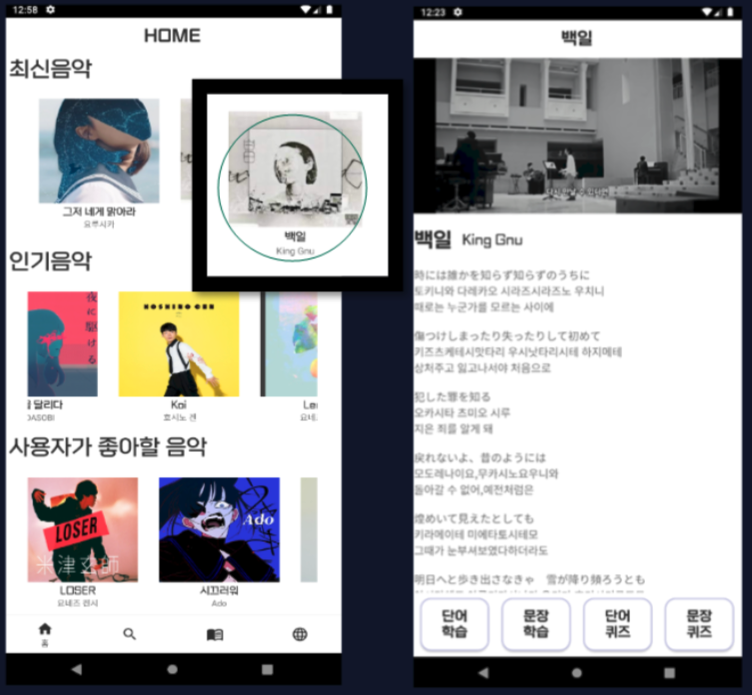 12:58
HOME
최신음악
그저 네게 맑아라
요루시카
백일
King Gnu
인기음악
夜に駆ける
HOSHINO GEN
달리다
OASOBI
Koi
호시노 겐
Le
요네
사용자가 좋아할 음악
LOSER
米津玄師
Ado
LOSER
요네즈 켄시
시끄러워
Ado
홈
12:23
백일
백일 King Gnu
時には誰かを知らず知らずのうちに
토키니와 다레카오 시라즈시라즈노 우치니
때로는 누군가를 모르는 사이에
傷つけしまったり失ったりして初めて
키즈츠케테시맛타리 우시낫타리시테 하지메테
상처주고 잃고나서야 처음으로
犯した罪を知る
오카시타 츠미오 시루
지은 죄를 알게 돼
戻れないよ、昔のようには
모도레나이요,무카시노요우니와
돌아갈 수 없어,예전처럼은
煌めいて見えたとしても
키라메이테 미에타토시테모
그때가 눈부셔보였다하더라도
明日へと歩き出さなきゃ 雪が降り頻ろうとも
단어 학습
문장 학습
단어 퀴즈
문장 퀴즈